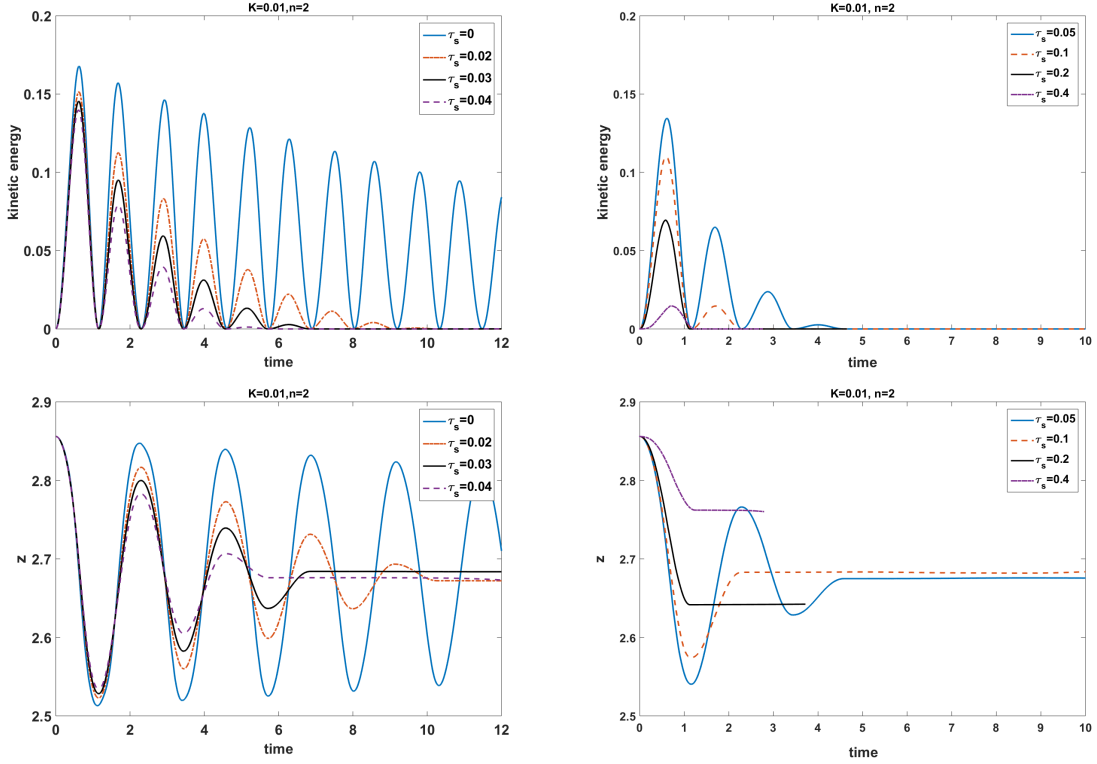 K=0.01,n=2
kinetic energy
0.2
0.15
0.1
0.05
0
0 2 4 6 8 10 12
time
τs=0
τs=0.02
τs=0.03
τs=0.04
K=0.01, n=2
kinetic energy
0.2
0.15
0.1
0.05
0
0 1 2 3 4 5 6 7 8 9 10
time
τs=0.05
τs=0.1
τs=0.2
τs=0.4
K=0.01,n=2
z
2.9
2.8
2.7
2.6
2.5
0 2 4 6 8 10 12
time
τs=0
τs=0.02
τs=0.03
τs=0.04
K=0.01, n=2
z
2.9
2.8
2.7
2.6
2.5
0 1 2 3 4 5 6 7 8 9 10
time
τs=0.05
τs=0.1
τs=0.2
τs=0.4